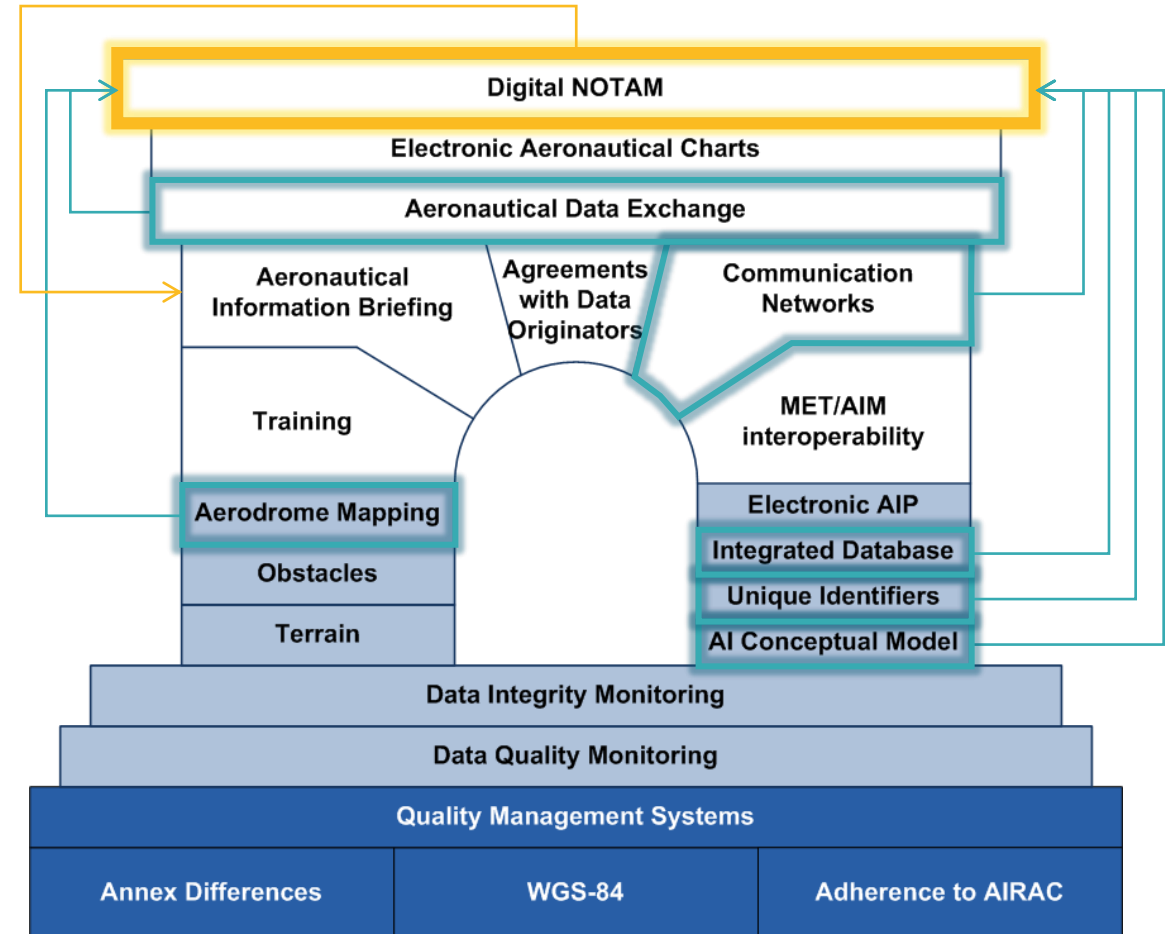 Digital NOTAM
Electronic Aeronautical Charts
Aeronautical Data Exchange
Aeronautical
Information Briefing
Agreements
with Data
Originators
Communication
Networks
Training
MET/AIM
interoperability
Aerodrome Mapping
Obstacles
Terrain
Electronic AIP
Integrated Database
Unique Identifiers
AI Conceptual Model
Data Integrity Monitoring
Data Quality Monitoring
Quality Management Systems
Annex Differences
WGS-84
Adherence to AIRAC